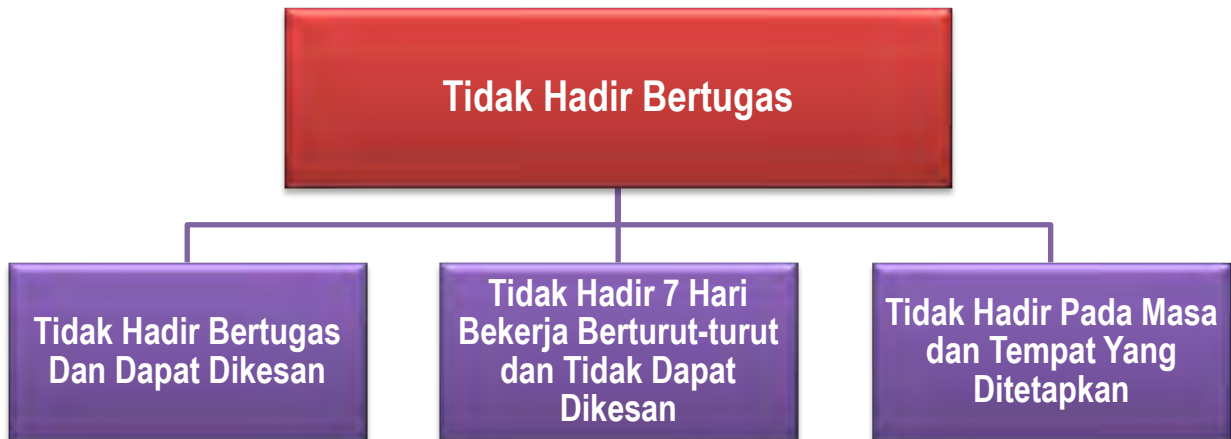 Tidak Hadir Bertugas
Tidak Hadir Bertugas
Dan Dapat Dikesan
Tidak Hadir 7 Hari
Bekerja Berturut-turut
dan Tidak Dapat
Dikesan
Tidak Hadir Pada Masa
dan Tempat Yang
Ditetapkan